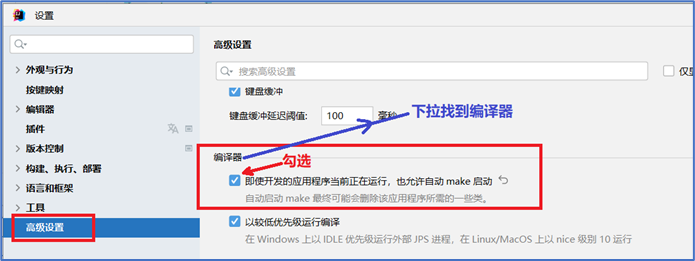 设置
高级设置
搜索高级设置
外观与行为
键盘缓冲
按键映射
键盘缓冲延迟阈值: 100 毫秒
下拉找到编译器
编辑器
插件
版本控制
编译器
勾选
构建、执行、部署
即使开发的应用程序当前正在运行，也允许自动 make 启动
语言和框架
自动启动 make 最终可能会删除该应用程序所需的一些类。
工具
高级设置
以较低优先级运行编译
在 Windows 上以 IDLE 优先级运行外部 JPS 进程，在 Linux/MacOS 上以 nice 级别 10 运行